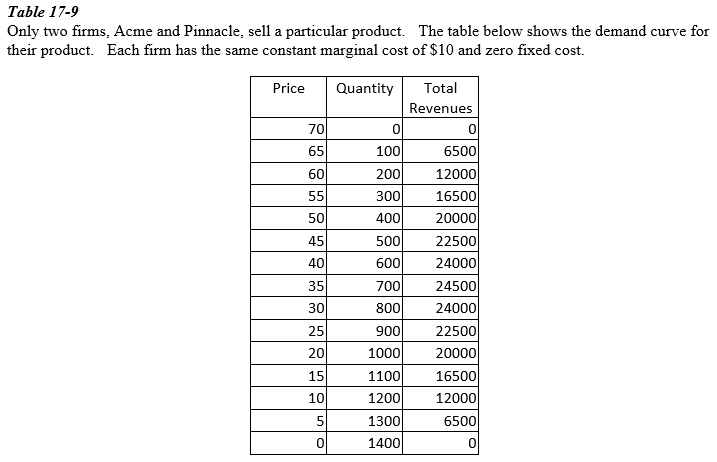 Table 17-9
Only two firms, Acme and Pinnacle, sell a particular product. The table below shows the demand curve for
their product. Each firm has the same constant marginal cost of $10 and zero fixed cost.
Price Quantity Total
Revenues
70 0 0
65 100 6500
60 200 12000
55 300 16500
50 400 20000
45 500 22500
40 600 24000
35 700 24500
30 800 24000
25 900 22500
20 1000 20000
15 1100 16500
10 1200 12000
5 1300 6500
0 1400 0